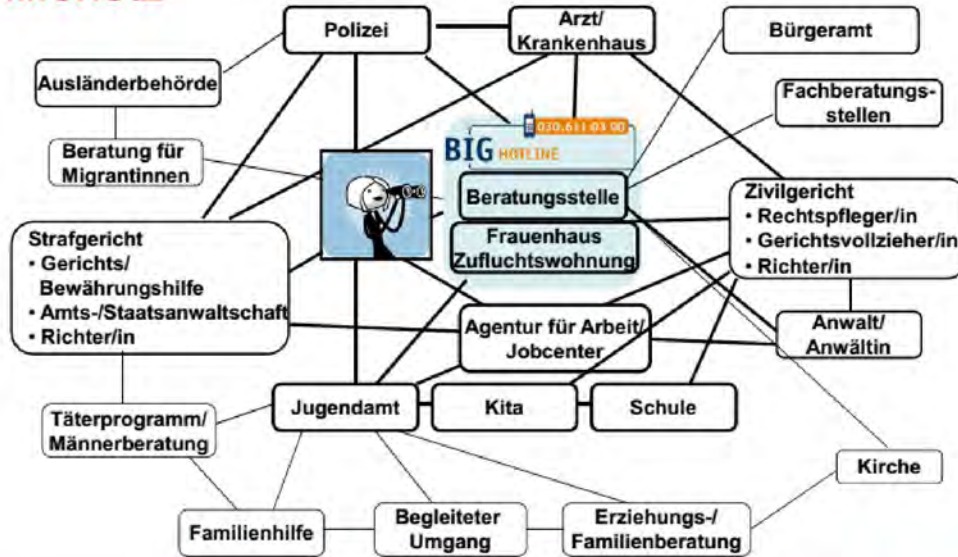 Polizei
Arzt/
Krankenhaus
Bürgeramt
Ausländerbehörde
Fachberatungs-
stellen
030.611 03 00
BIG HOTLINE
Beratung für
Migrantinnen
Beratungsstelle
Frauenhaus
Zufluchtswohnung
Zivilgericht
• Rechtspfleger/in
• Gerichtsvollzieher/in
• Richter/in
Strafgericht
• Gerichts/
Bewährungshilfe
• Amts-/Staatsanwaltschaft
• Richter/in
Agentur für Arbeit/
Jobcenter
Anwalt/
Anwältin
Jugendamt
Kita
Schule
Täterprogramm/
Männerberatung
Kirche
Familienhilfe
Begleiteter
Umgang
Erziehungs-/
Familienberatung